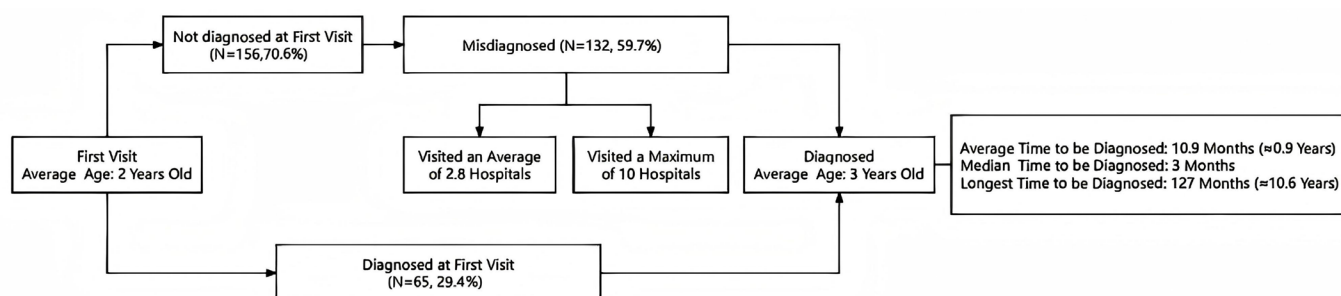 Not diagnosed at First Visit
(N=156,70.6%)
Misdiagnosed (N=132, 59.7%)
First Visit
Average Age: 2 Years Old
Visited an Average
of 2.8 Hospitals
Visited a Maximum
of 10 Hospitals
Diagnosed
Average Age: 3 Years Old
Average Time to be Diagnosed: 10.9 Months (≈0.9 Years)
Median Time to be Diagnosed: 3 Months
Longest Time to be Diagnosed: 127 Months (≈10.6 Years)
Diagnosed at First Visit
(N=65, 29.4%)